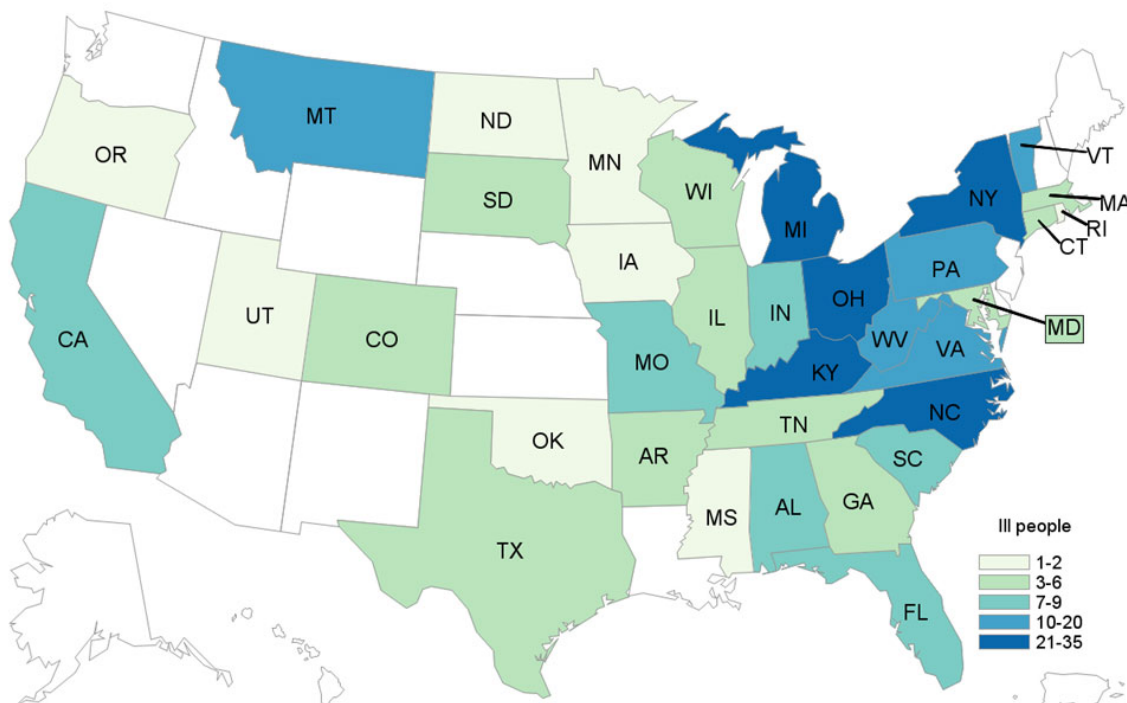 MT
ND
OR
MN
VT
SD
WI
NY
MA
MI
RI
CT
IA
PA
UT
IL
IN
OH
MD
CA
CO
MO
WV
VA
KY
NC
TN
OK
AR
SC
MS
AL
GA
TX
FL
Ill people
1-2
3-6
7-9
10-20
21-35